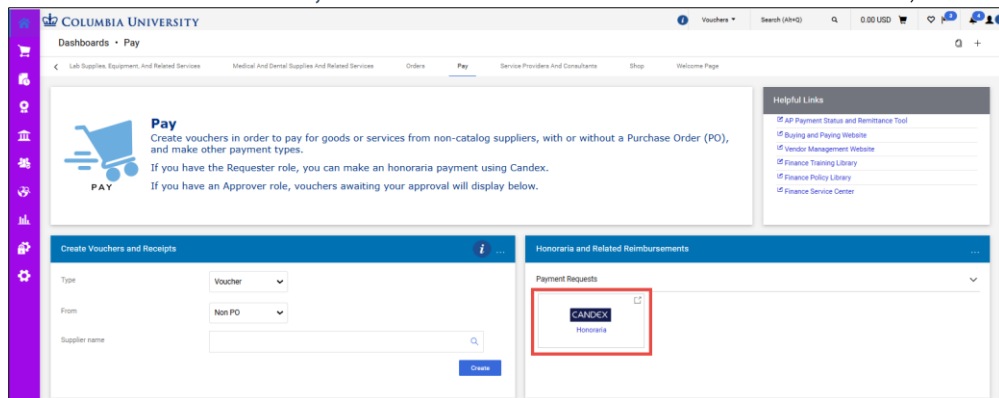 COLUMBIA UNIVERSITY
Vouchers
Search (Alt+Q)
0.00 USD
Dashboards • Pay
Lab Supplies, Equipment, And Related Services
Medical And Dental Supplies And Related Services
Orders
Pay
Service Providers And Consultants
Shop
Welcome Page
PAY
Pay
Create vouchers in order to pay for goods or services from non-catalog suppliers, with or without a Purchase Order (PO),
and make other payment types.
If you have the Requester role, you can make an honoraria payment using Candex.
If you have an Approver role, vouchers awaiting your approval will display below.
Helpful Links
AP Payment Status and Remittance Tool
Buying and Paying Website
Vendor Management Website
Finance Training Library
Finance Policy Library
Finance Service Center
Create Vouchers and Receipts
i ...
Type
Voucher
From
Non PO
Supplier name
Create
Honoraria and Related Reimbursements
...
Payment Requests
CANDEX
Honoraria